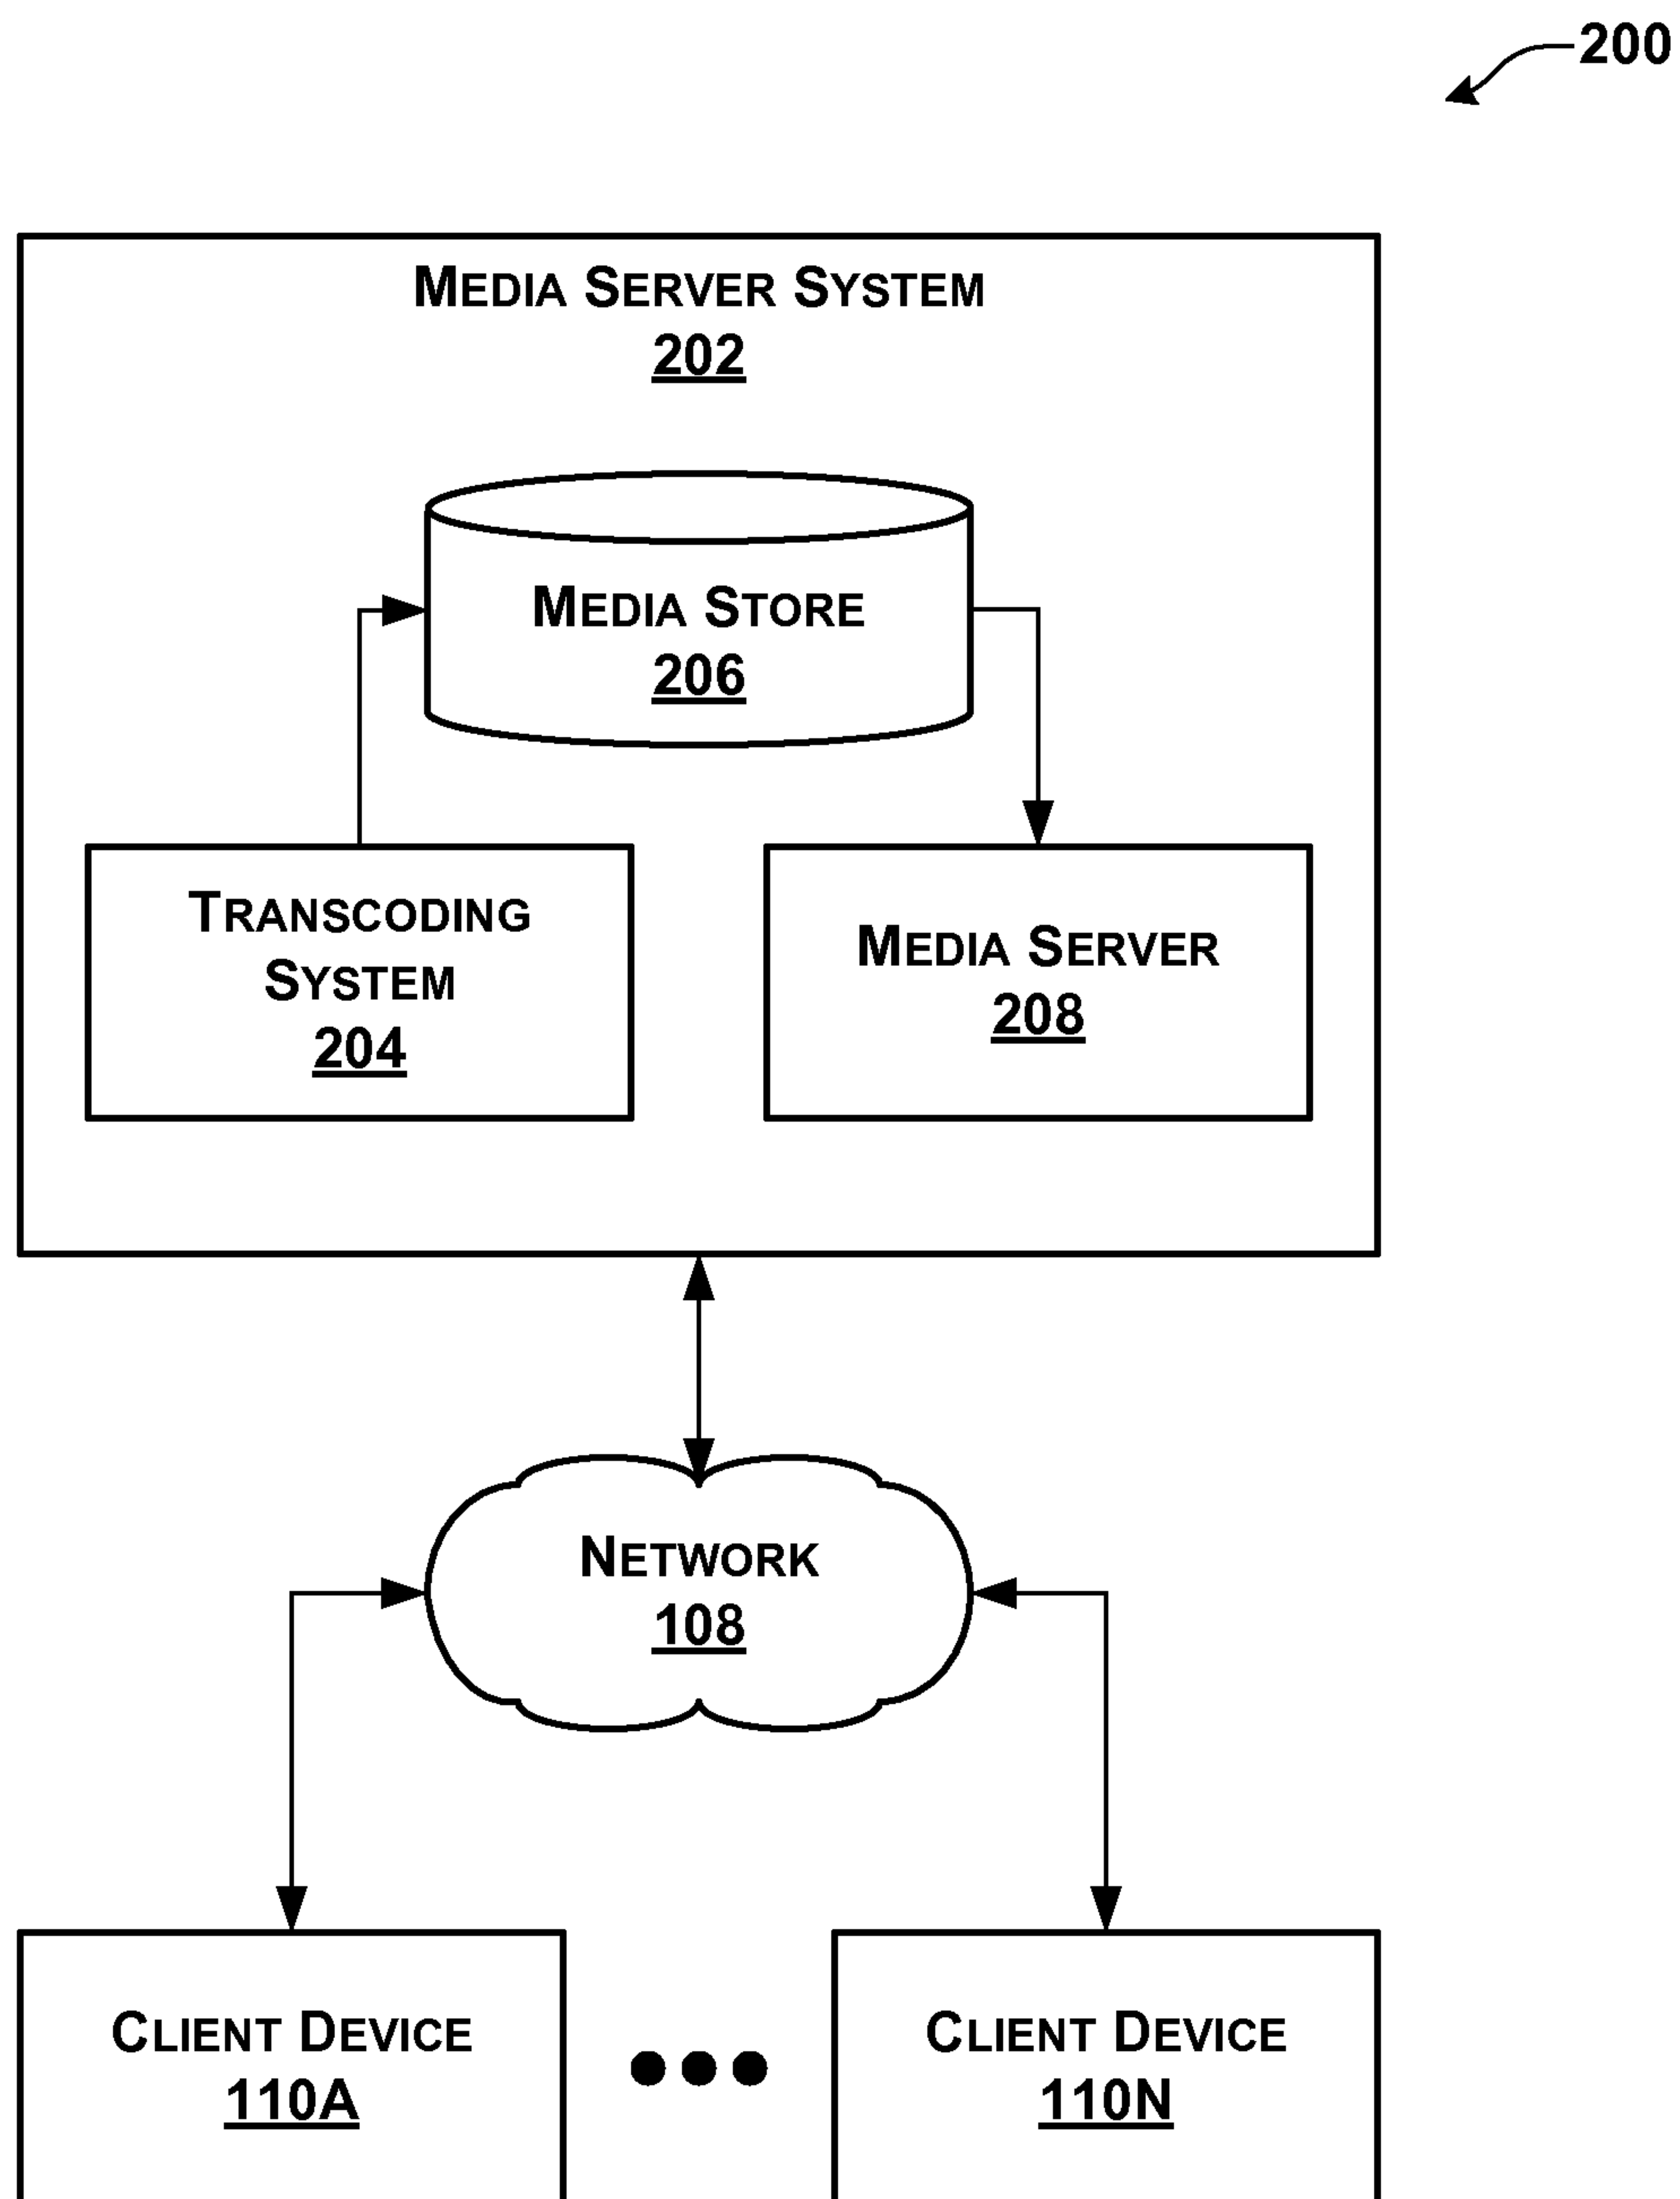 200
MEDIA SERVER SYSTEM
202
MEDIA STORE
206
TRANSCODING
SYSTEM
204
MEDIA SERVER
208
NETWORK
108
CLIENT DEVICE
110A
CLIENT DEVICE
110N